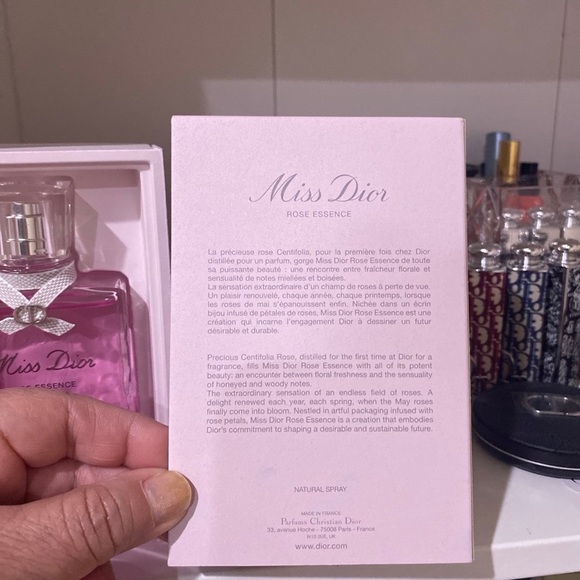 Miss Dior
ROSE ESSENCE
La précieuse rose Centifolia, pour la première fois chez Dior
distillée pour un parfum, gorge Miss Dior Rose Essence de toute
sa puissante beauté : une rencontre entre fraîcheur florale et
sensualité de notes miellées et boisées.
La sensation extraordinaire d'un champ de roses à perte de vue.
Un plaisir renouvelé, chaque année, chaque printemps, lorsque
les roses de mai s'épanouissent enfin. Nichée dans un écrin
bijou infusé de pétales de roses, Miss Dior Rose Essence est une
création qui incarne l'engagement Dior à dessiner un futur
désirable et durable.
Precious Centifolia Rose, distilled for the first time at Dior for a
fragrance, fills Miss Dior Rose Essence with all of its potent
beauty: an encounter between floral freshness and the sensuality
of honeyed and woody notes.
The extraordinary sensation of an endless field of roses. A
delight renewed each year, each spring, when the May roses
finally come into bloom. Nestled in artful packaging infused with
rose petals, Miss Dior Rose Essence is a creation that embodies
Dior's commitment to shaping a desirable and sustainable future.
NATURAL SPRAY
MADE IN FRANCE
Parfums Christian Dior
33, avenue Hoche - 75008 Paris - France
W1S 2XR, UK
www.dior.com
Miss Dior
ESSENCE